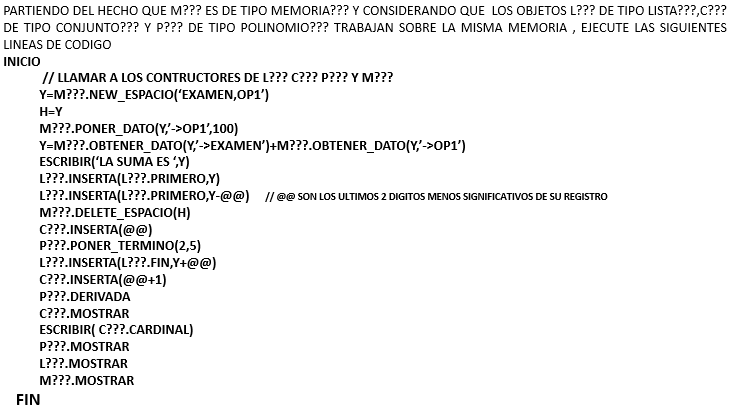 PARTIENDO DEL HECHO QUE M??? ES DE TIPO MEMORIA??? Y CONSIDERANDO QUE LOS OBJETOS L??? DE TIPO LISTA???,C???
DE TIPO CONJUNTO??? Y P??? DE TIPO POLINOMIO??? TRABAJAN SOBRE LA MISMA MEMORIA , EJECUTE LAS SIGUIENTES
LINEAS DE CODIGO
INICIO
// LLAMAR A LOS CONTRUCTORES DE L??? C??? P??? Y M???
Y=M???.NEW_ESPACIO(‘EXAMEN,OP1’)
H=Y
M???.PONER_DATO(Y,’->OP1’,100)
Y=M???.OBTENER_DATO(Y,’->EXAMEN’)+M???.OBTENER_DATO(Y,’->OP1’)
ESCRIBIR(‘LA SUMA ES ‘,Y)
L???.INSERTA(L???.PRIMERO,Y)
L???.INSERTA(L???.PRIMERO,Y-@@) // @@ SON LOS ULTIMOS 2 DIGITOS MENOS SIGNIFICATIVOS DE SU REGISTRO
M???.DELETE_ESPACIO(H)
C???.INSERTA(@@)
P???.PONER_TERMINO(2,5)
L???.INSERTA(L???.FIN,Y+@@)
C???.INSERTA(@@+1)
P???.DERIVADA
C???.MOSTRAR
ESCRIBIR( C???.CARDINAL)
P???.MOSTRAR
L???.MOSTRAR
M???.MOSTRAR
FIN